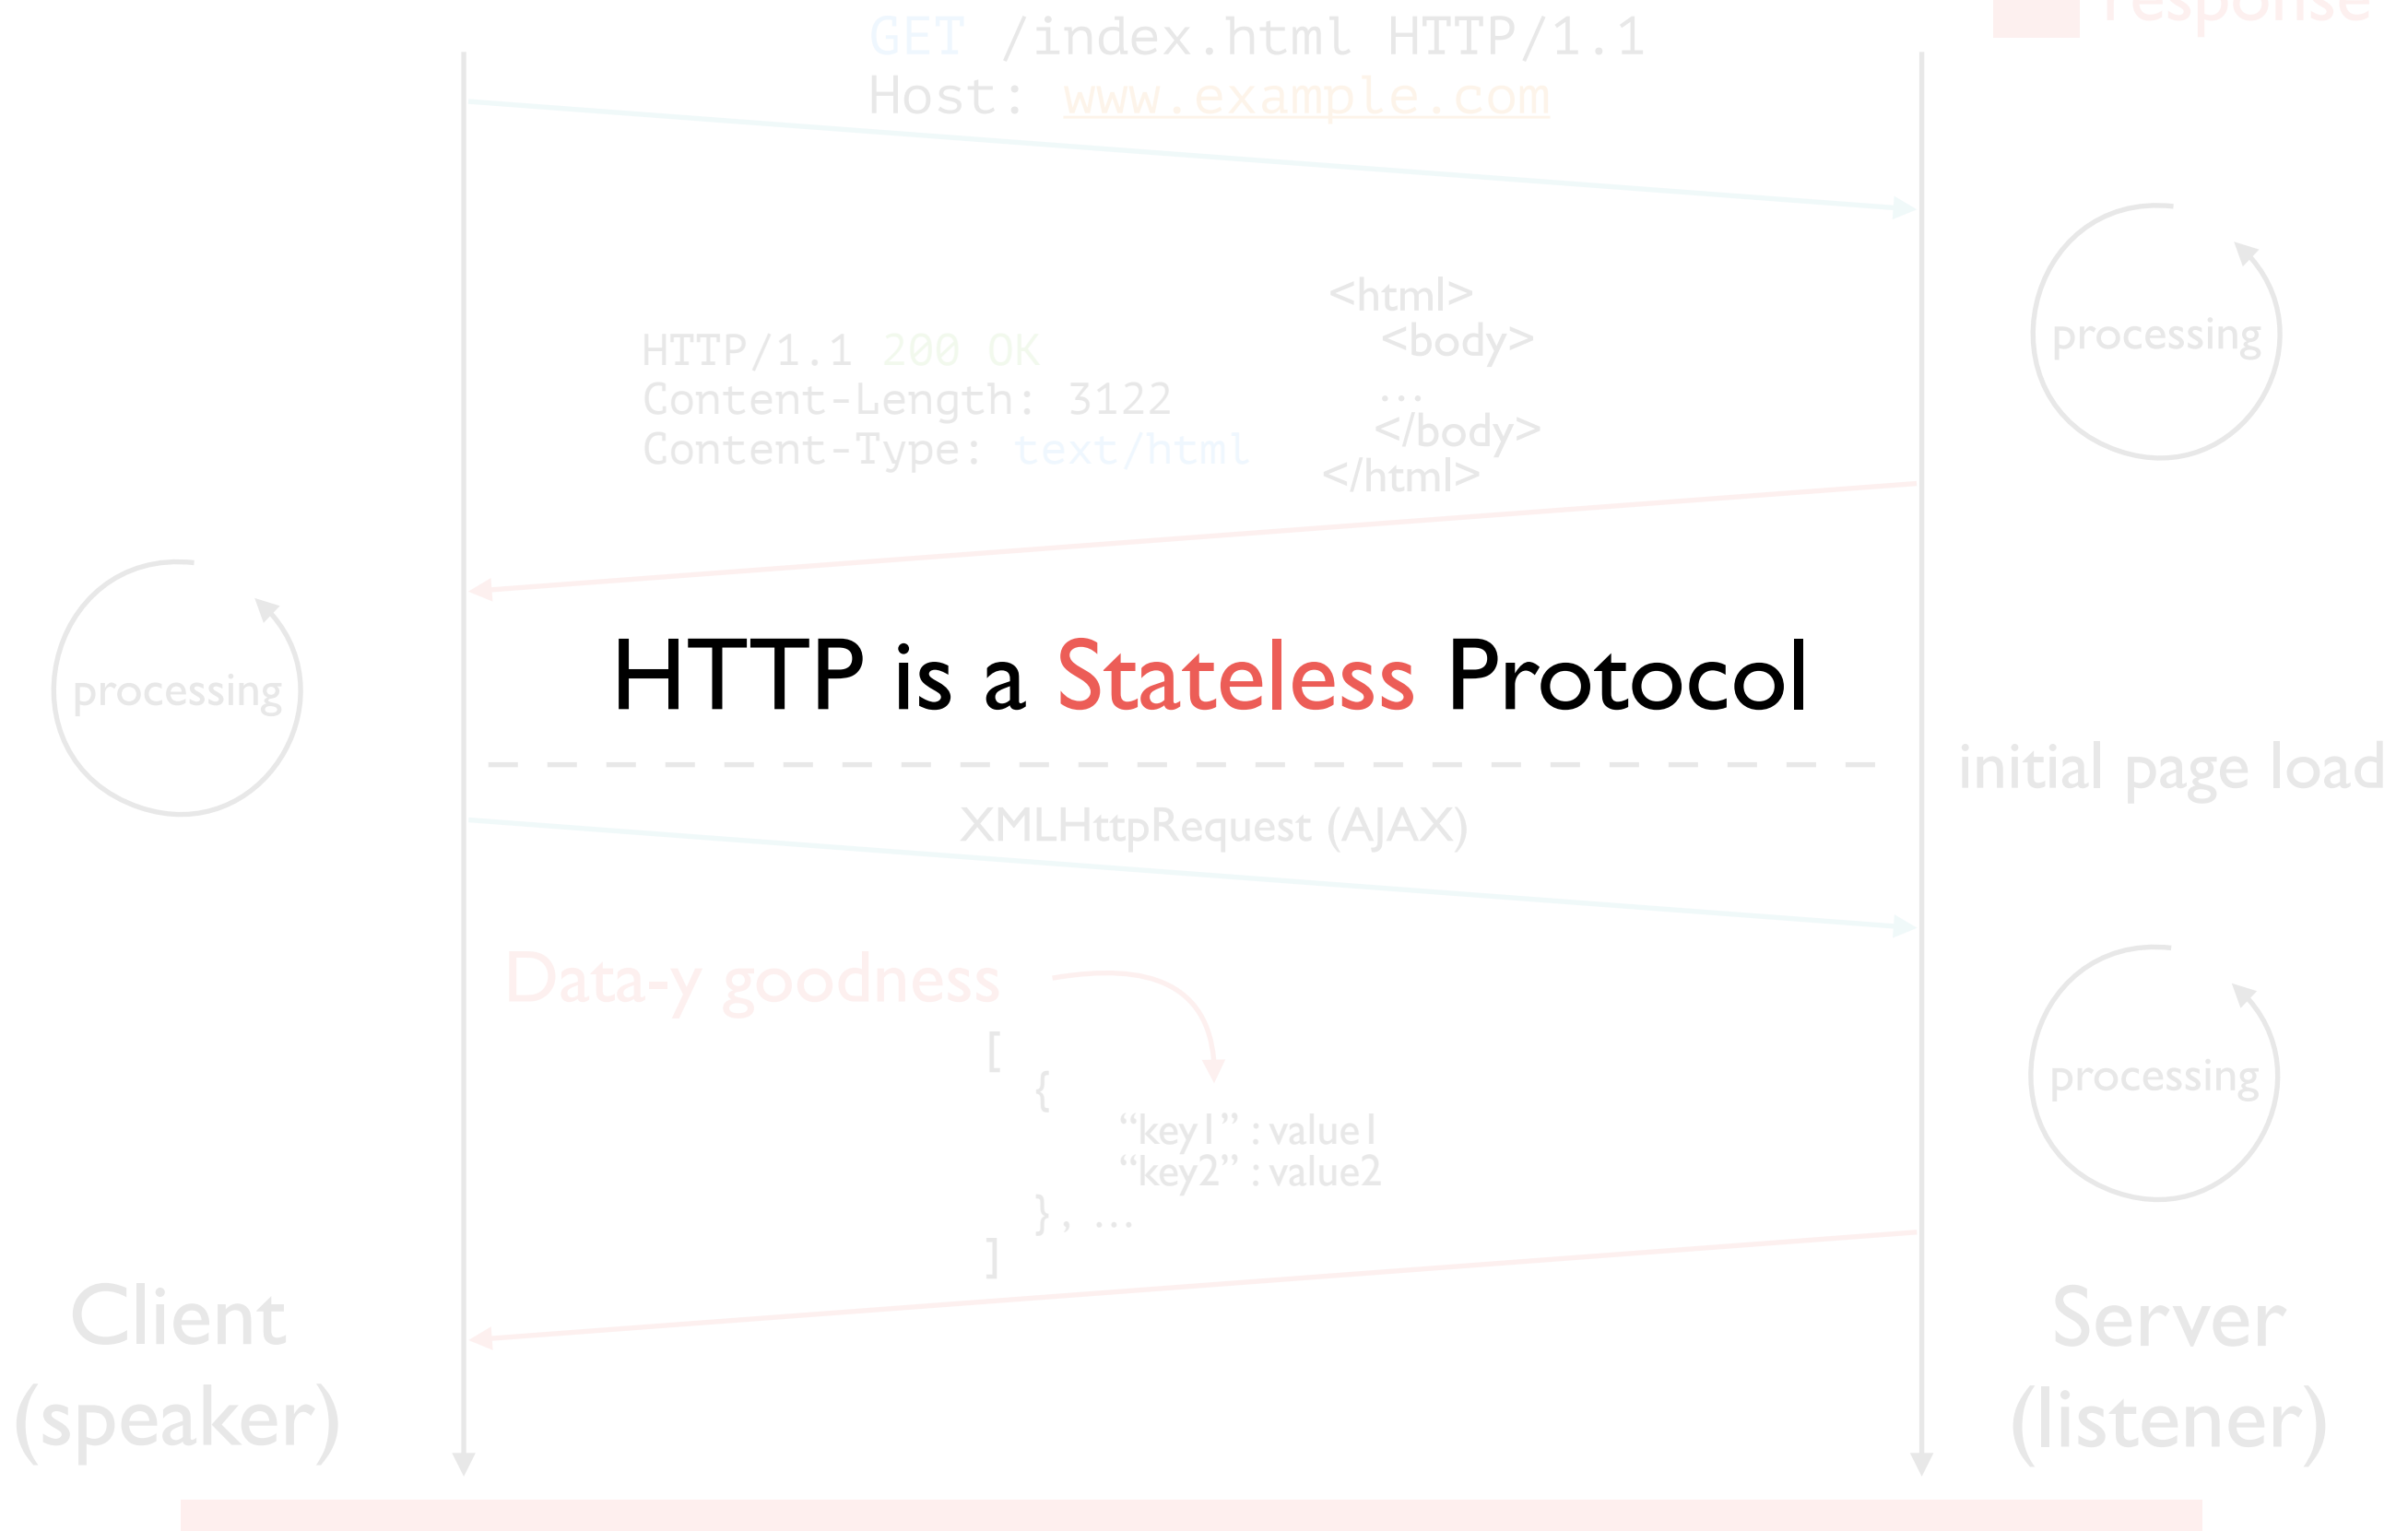 response
GET /index.html HTTP/1.1
Host: www.example.com
<html>
<body>
...
</body>
</html>
HTTP/1.1 200 OK
Content-Length: 3122
Content-Type: text/html
processing
processing
HTTP is a Stateless Protocol
initial page load
XMLHttpRequest (AJAX)
Data-y goodness
[
{
“key1” : value1
“key2” : value2
}, ...
]
processing
Client
(speaker)
Server
(listener)